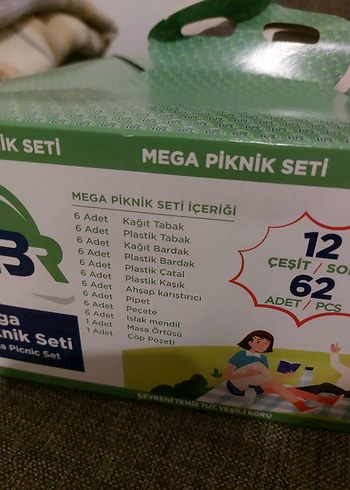 İK SETİ
MEGA PİKNİK SETİ
MEGA PİKNİK SETİ İÇERİĞİ
6 Adet Kağıt Tabak
6 Adet Plastik Tabak
6 Adet Kağıt Bardak
6 Adet Plastik Bardak
6 Adet Plastik Çatal
6 Adet Plastik Kaşık
6 Adet Ahşap karıştırıcı
6 Adet Pipet
6 Adet Peçete
6 Adet Islak mendil
1 Adet Masa Örtüsü
1 Adet Çöp Poşeti
12
ÇEŞİT / SOR
62
ADET / PCS
BR
ga
knik Seti
a Picnic Set
ÇEVRENİ TEMİZ TUT, YEŞİLİ KORU